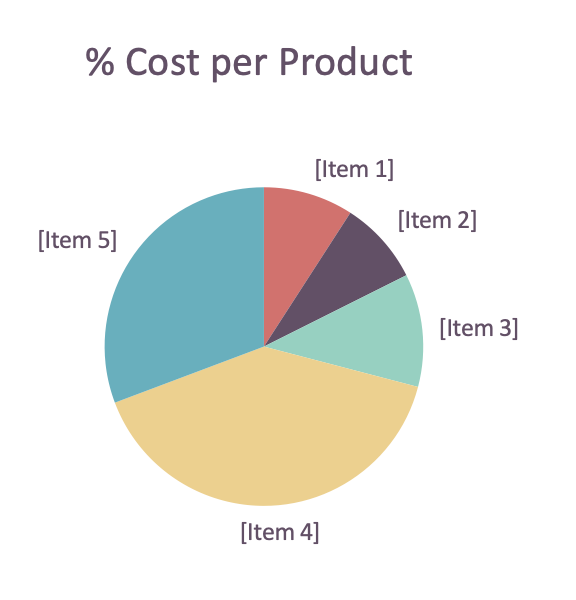 % Cost per Product
[Item 1]
[Item 2]
[Item 3]
[Item 4]
[Item 5]